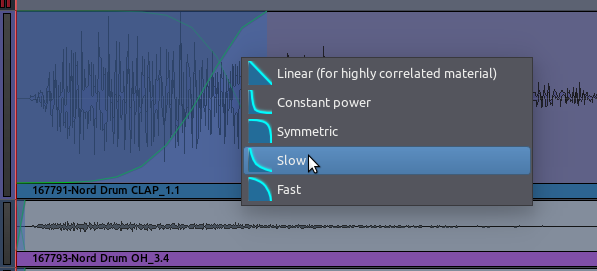 Linear (for highly correlated material)
Constant power
Symmetric
Slow
Fast
167791-Nord Drum CLAP_1.1
167793-Nord Drum OH_3.4